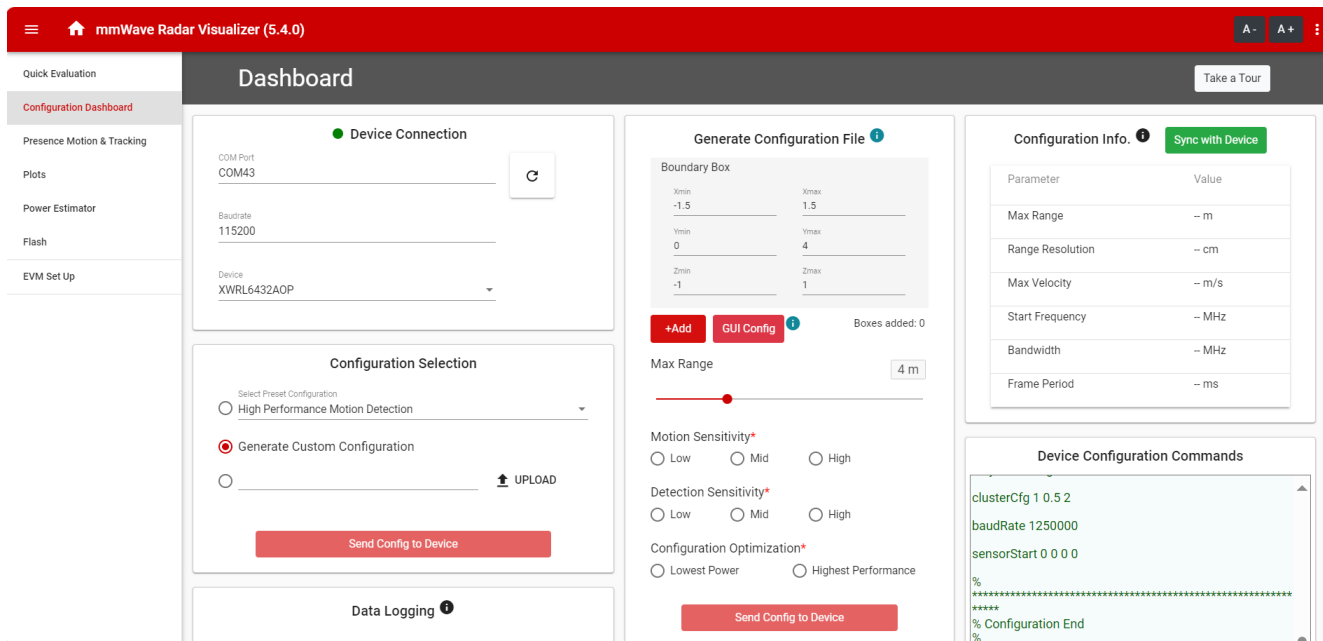 mmWave Radar Visualizer (5.4.0)
A -
A +
Quick Evaluation
Configuration Dashboard
Presence Motion & Tracking
Plots
Power Estimator
Flash
EVM Set Up
Dashboard
Take a Tour
Device Connection
COM Port
COM43
Baudrate
115200
Device
XWRL6432AOP
Configuration Selection
Select Preset Configuration
High Performance Motion Detection
Generate Custom Configuration
UPLOAD
Send Config to Device
Data Logging
Generate Configuration File
Boundary Box
Xmin Xmax
-1.5 1.5
Ymin Ymax
0 4
Zmin Zmax
-1 1
+Add GUI Config Boxes added: 0
Max Range 4 m
Motion Sensitivity*
Low Mid High
Detection Sensitivity*
Low Mid High
Configuration Optimization*
Lowest Power Highest Performance
Send Config to Device
Configuration Info. Sync with Device
Parameter Value
Max Range -- m
Range Resolution -- cm
Max Velocity -- m/s
Start Frequency -- MHz
Bandwidth -- MHz
Frame Period -- ms
Device Configuration Commands
clusterCfg 1 0.5 2
baudRate 1250000
sensorStart 0 0 0 0
%
***********************************************************
*****
% Configuration End
%